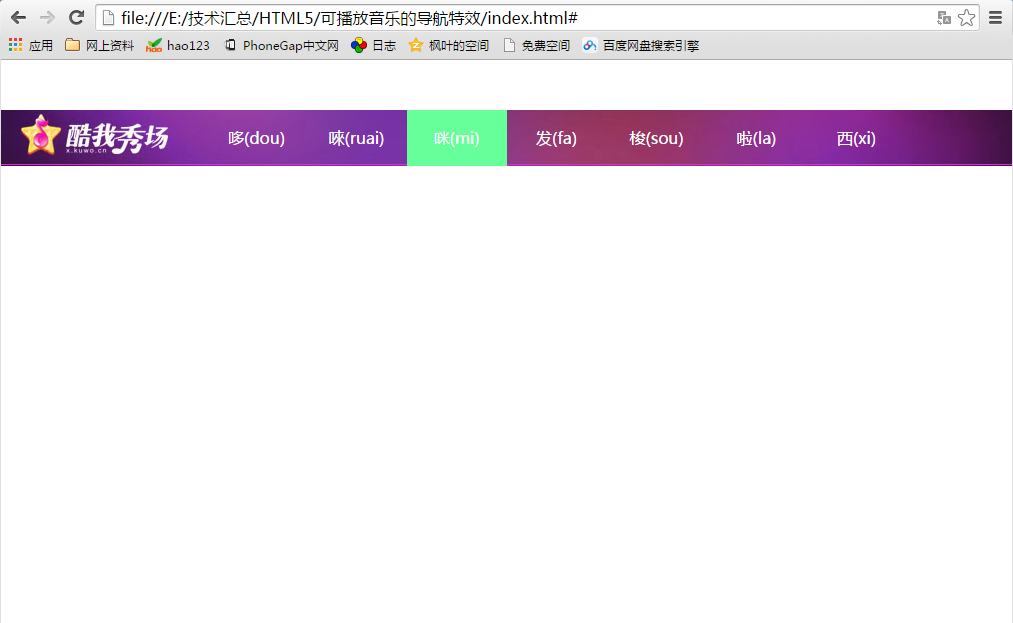 file:///E:/技术汇总/HTML5/可播放音乐的导航特效/index.html#
应用 网上资料 hao123 PhoneGap中文网 日志 枫叶的空间 免费空间 百度网盘搜索引擎
酷我秀场 哆(dou) 唻(ruai) 咪(mi) 发(fa) 梭(sou) 啦(la) 西(xi)
x.kuwo.cn